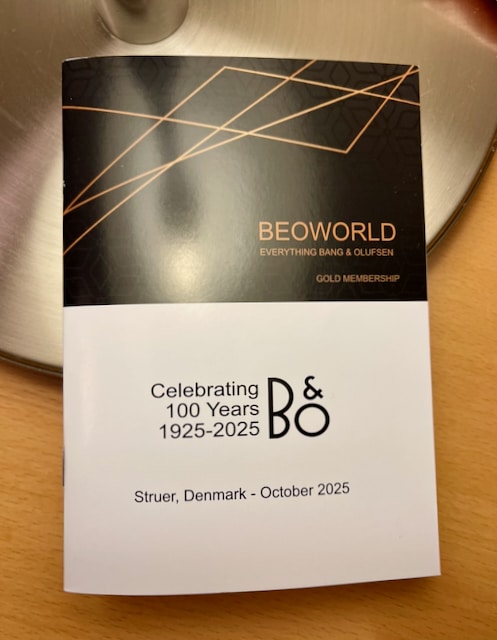 BEOWORLD
EVERYTHING BANG & OLUFSEN
GOLD MEMBERSHIP
Celebrating
100 Years
1925-2025
B&O
Struer, Denmark - October 2025